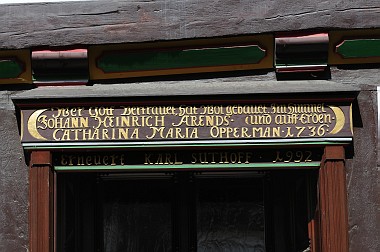 Wer Gott Vertrauet hat Wol gebauet Im Himmel
JOHANN HEINRICH ARENDS- (und auff Erden
CATHARINA MARIA OPPERMAN·1736·
erneuert KARL SUTHOFF 1992